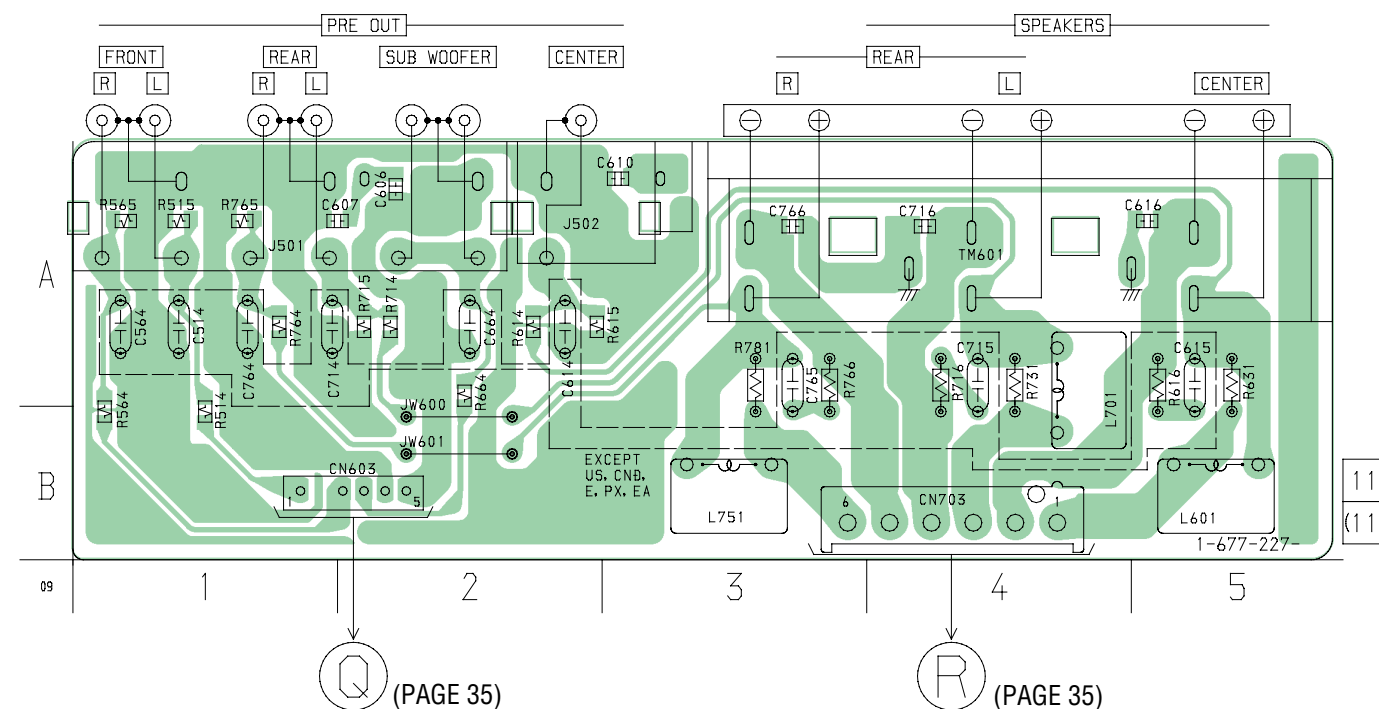 PRE OUT SPEAKERS
FRONT REAR SUB WOOFER CENTER REAR
R L R L R L CENTER
C610
C606
R565 R515 R765 C607 C766 C716 C616
J501 J502 TM601
A
C564 C514 C764 R764 C714 R715 R714 C664 R614 C614 R615
R781 C765 R766 R716 C715 R731 L701 R616 C615 R631
R564 R514 R664
JW600
JW601
B
CN603
1 5
EXCEPT
US, CND,
E, PX, EA
L751
6 CN703 1
L601
1-677-227-
11
(11
09 1 2 3 4 5
Q (PAGE 35) R (PAGE 35)